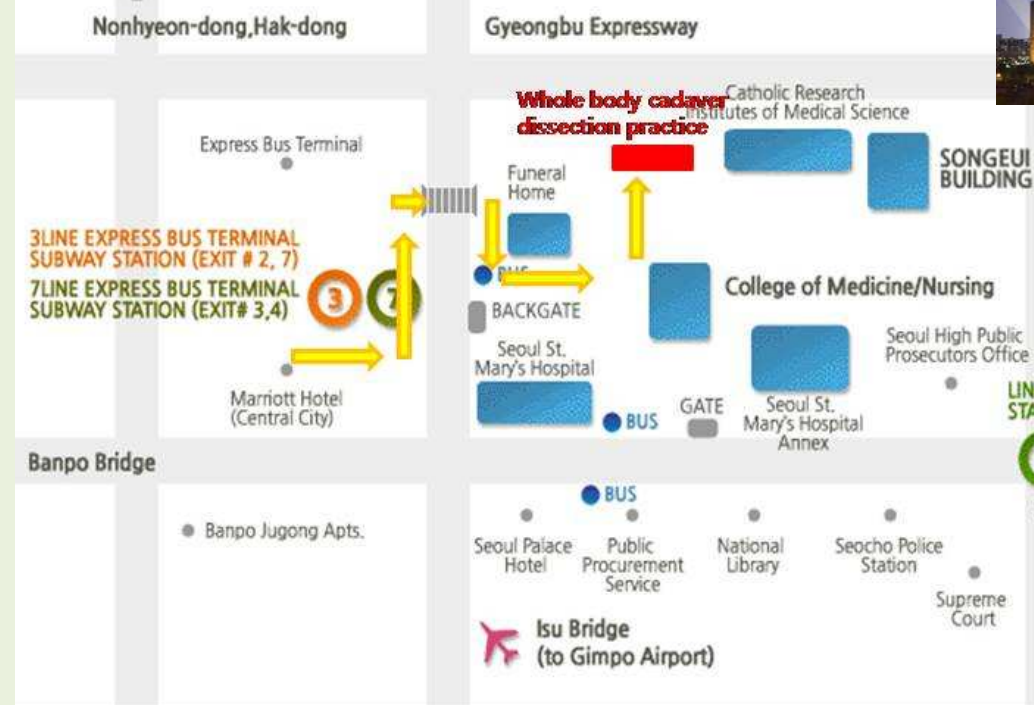 Nonhyeon-dong,Hak-dong
Gyeongbu Expressway
Whole body cadaver
dissection practice
Catholic Research
Institutes of Medical Science
Express Bus Terminal
Funeral
Home
SONGEUI
BUILDING
3LINE EXPRESS BUS TERMINAL
SUBWAY STATION (EXIT # 2, 7)
7LINE EXPRESS BUS TERMINAL
SUBWAY STATION (EXIT# 3,4)
3
7
BUS
BACKGATE
College of Medicine/Nursing
Seoul St.
Mary's Hospital
Seoul High Public
Prosecutors Office
Marriott Hotel
(Central City)
BUS
GATE
Seoul St.
Mary's Hospital
Annex
LIN
STA
Banpo Bridge
BUS
Banpo Jugong Apts.
Seoul Palace
Hotel
Public
Procurement
Service
National
Library
Seocho Police
Station
Supreme
Court
Isu Bridge
(to Gimpo Airport)